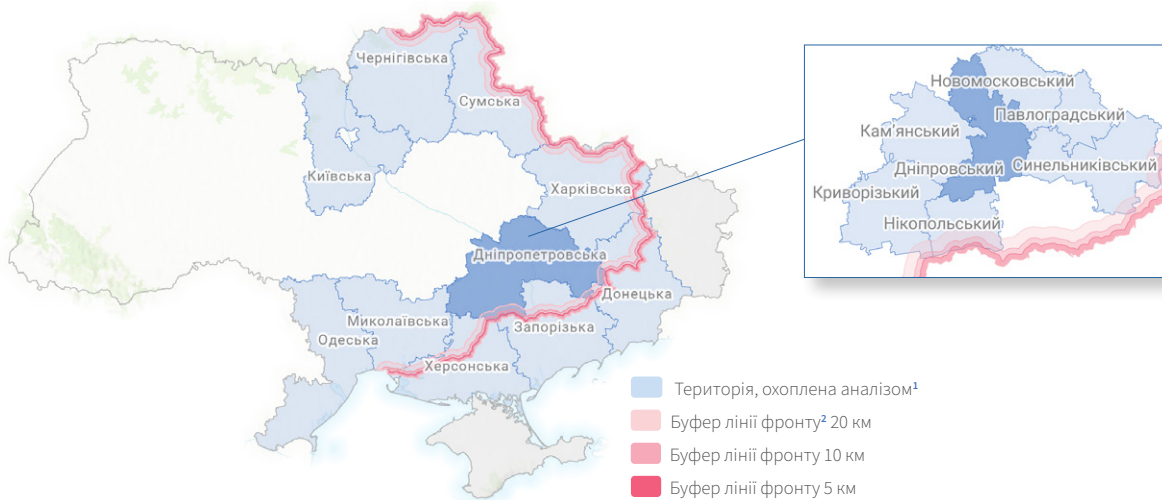 Чернігівська
Сумська
Київська
Харківська
Дніпропетровська
Донецька
Миколаївська
Запорізька
Одеська
Херсонська
Новомосковський
Павлоградський
Кам'янський
Дніпровський
Синельниківський
Криворізький
Нікопольський
Територія, охоплена аналізом¹
Буфер лінії фронту² 20 км
Буфер лінії фронту 10 км
Буфер лінії фронту 5 км